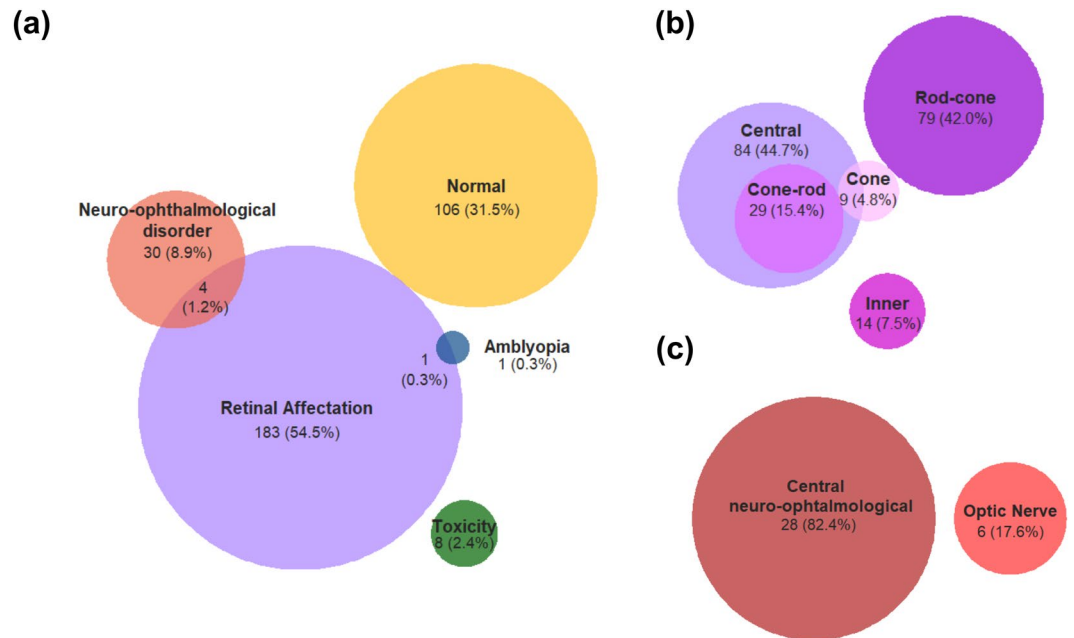 (a)
Normal
106 (31.5%)
Neuro-ophthalmological
disorder
30 (8.9%)
4
(1.2%)
Amblyopia
1 (0.3%)
1
(0.3%)
Retinal Affectation
183 (54.5%)
Toxicity
8 (2.4%)
(b)
Rod-cone
79 (42.0%)
Central
84 (44.7%)
Cone-rod
29 (15.4%)
Cone
9 (4.8%)
Inner
14 (7.5%)
(c)
Central
neuro-ophtalmological
28 (82.4%)
Optic Nerve
6 (17.6%)